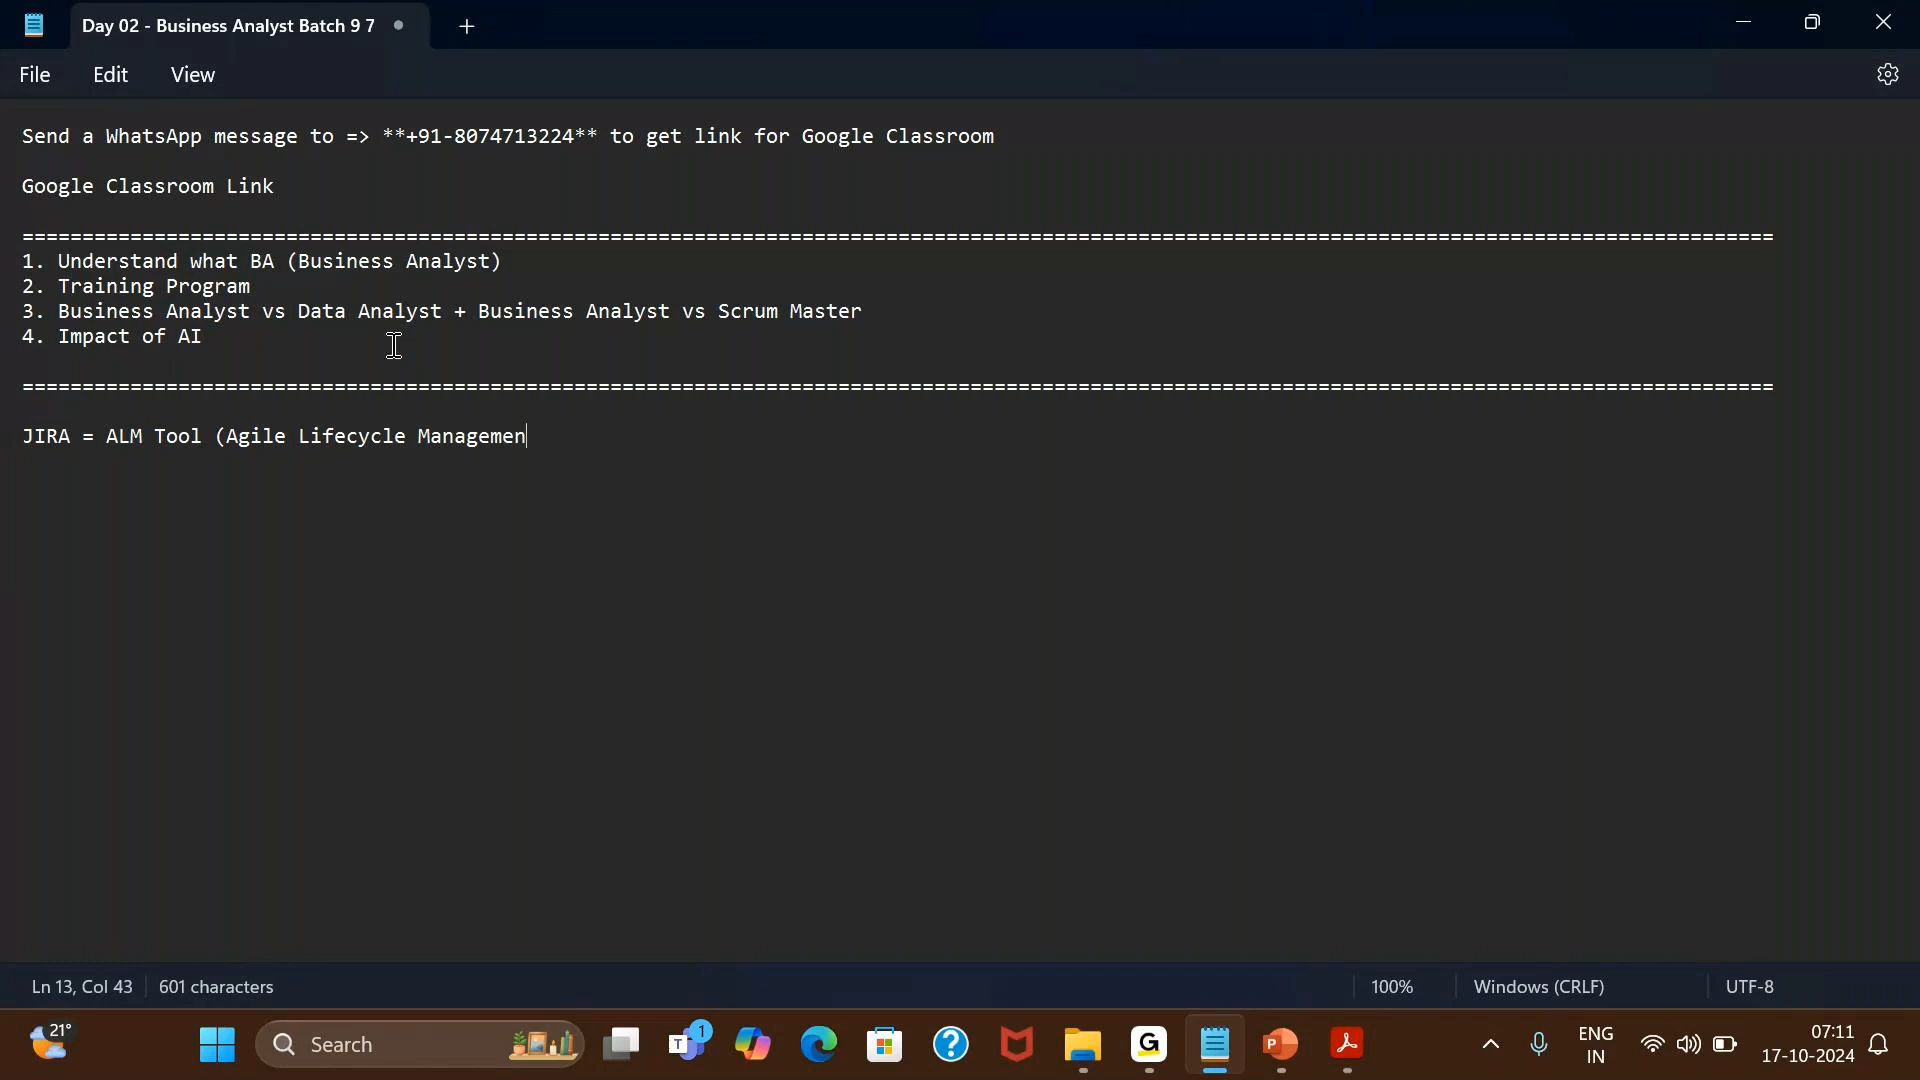 Day 02 - Business Analyst Batch 9 7
File Edit View
Send a WhatsApp message to => **+91-8074713224** to get link for Google Classroom
Google Classroom Link
==================================================================================================================================================
1. Understand what BA (Business Analyst)
2. Training Program
3. Business Analyst vs Data Analyst + Business Analyst vs Scrum Master
4. Impact of AI
==================================================================================================================================================
JIRA = ALM Tool (Agile Lifecycle Managemen
Ln 13, Col 43 601 characters 100% Windows (CRLF) UTF-8
21° Search T 1 G P ENG 07:11
IN 17-10-2024